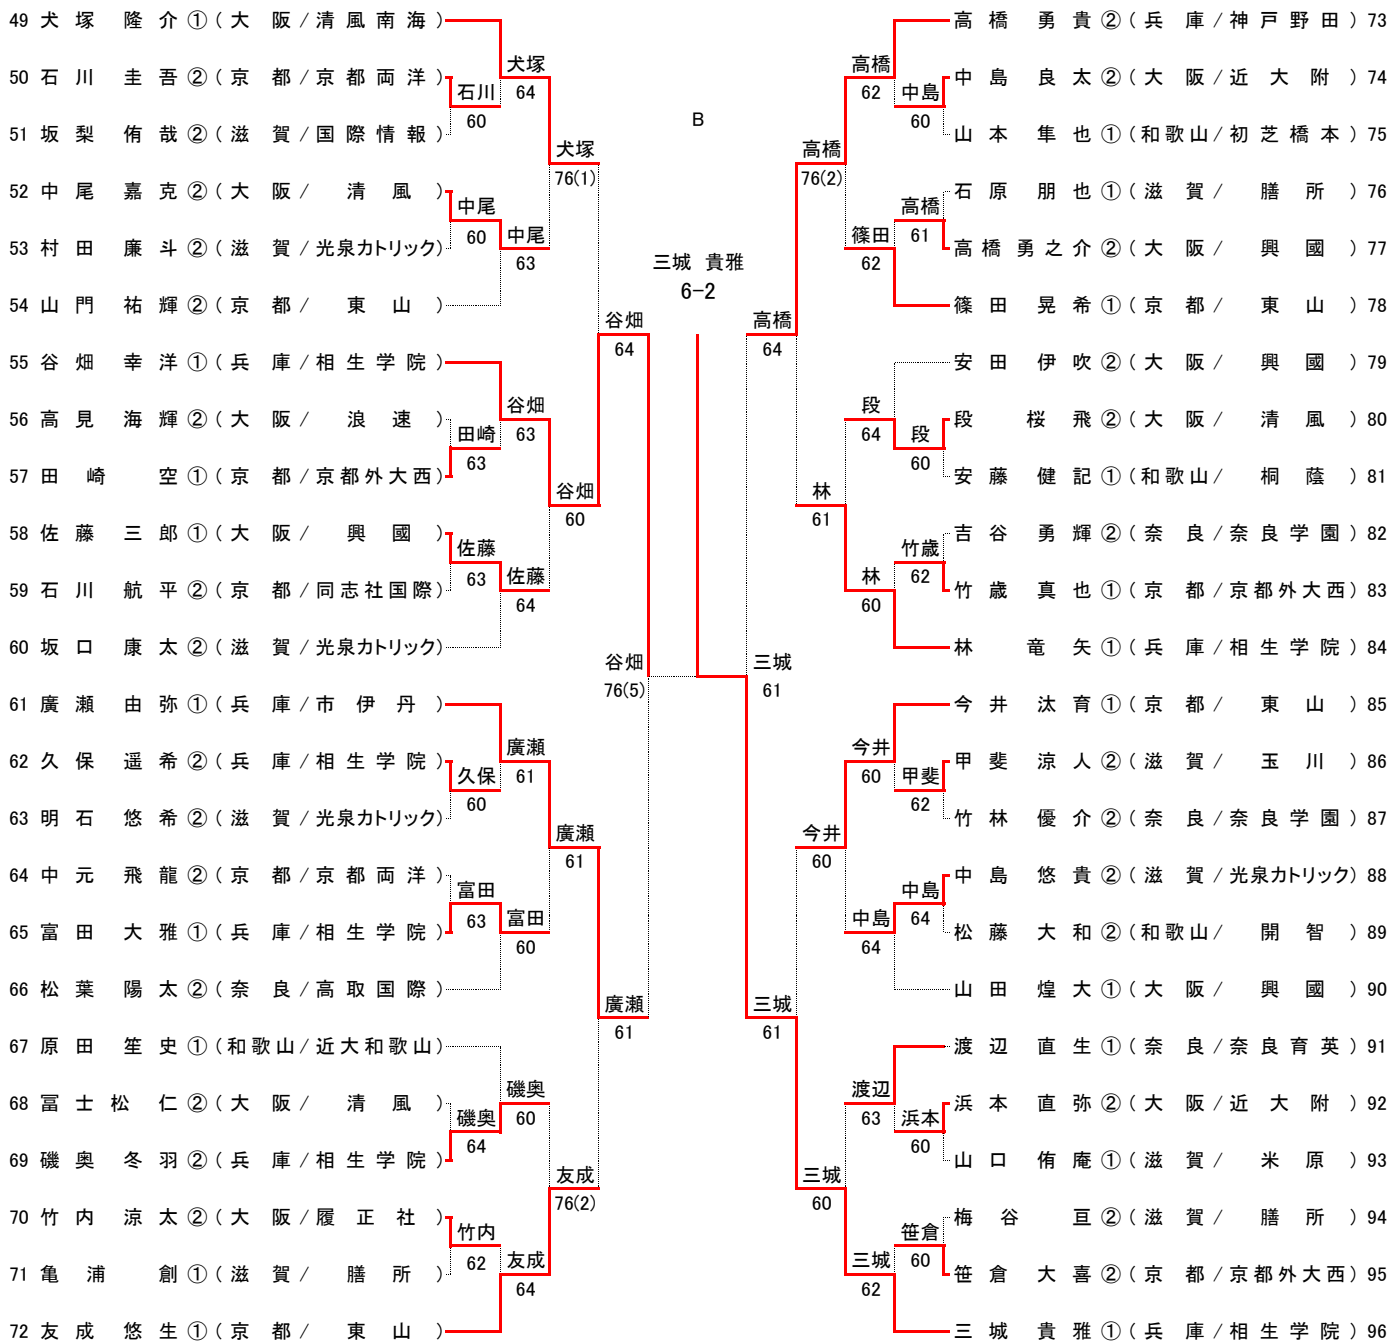 49 犬塚 隆介 ① (大阪/清風南海)
50 石川 圭吾 ② (京都/京都両洋)
51 坂梨 侑哉 ② (滋賀/国際情報)
52 中尾 嘉克 ② (大阪/清風)
53 村田 廉斗 ② (滋賀/光泉カトリック)
54 山門 祐輝 ② (京都/東山)
55 谷畑 幸洋 ① (兵庫/相生学院)
56 高見 海輝 ② (大阪/浪速)
57 田崎 空 ① (京都/京都外大西)
58 佐藤 三郎 ① (大阪/興國)
59 石川 航平 ② (京都/同志社国際)
60 坂口 康太 ② (滋賀/光泉カトリック)
61 廣瀬 由弥 ① (兵庫/市伊丹)
62 久保 遥希 ② (兵庫/相生学院)
63 明石 悠希 ② (滋賀/光泉カトリック)
64 中元 飛龍 ② (京都/京都両洋)
65 富田 大雅 ① (兵庫/相生学院)
66 松葉 陽太 ② (奈良/高取国際)
67 原田 笙史 ① (和歌山/近大和歌山)
68 冨士松 仁 ② (大阪/清風)
69 磯奥 冬羽 ② (兵庫/相生学院)
70 竹内 涼太 ② (大阪/履正社)
71 亀浦 創 ① (滋賀/膳所)
72 友成 悠生 ① (京都/東山)
石川
60
中尾
60
田崎
63
佐藤
63
久保
60
富田
63
磯奥
64
竹内
62
犬塚
64
中尾
63
谷畑
63
佐藤
64
廣瀬
61
富田
60
磯奥
60
友成
64
犬塚
76(1)
谷畑
60
廣瀬
61
友成
76(2)
谷畑
64
廣瀬
61
谷畑
76(5)
B
三城 貴雅
6-2
三城
61
高橋
64
三城
61
高橋
76(2)
林
61
今井
60
三城
60
高橋
62
篠田
62
段
64
林
60
今井
60
中島
64
渡辺
63
三城
62
中島
60
高橋
61
段
60
竹歳
62
甲斐
62
中島
64
浜本
60
笹倉
60
高橋 勇貴 ② (兵庫/神戸野田) 73
中島 良太 ② (大阪/近大附) 74
山本 隼也 ① (和歌山/初芝橋本) 75
石原 朋也 ① (滋賀/膳所) 76
高橋 勇之介 ② (大阪/興國) 77
篠田 晃希 ① (京都/東山) 78
安田 伊吹 ② (大阪/興國) 79
段 桜飛 ② (大阪/清風) 80
安藤 健記 ① (和歌山/桐蔭) 81
吉谷 勇輝 ② (奈良/奈良学園) 82
竹歳 真也 ① (京都/京都外大西) 83
林 竜矢 ① (兵庫/相生学院) 84
今井 汰育 ① (京都/東山) 85
甲斐 涼人 ② (滋賀/玉川) 86
竹林 優介 ② (奈良/奈良学園) 87
中島 悠貴 ② (滋賀/光泉カトリック) 88
松藤 大和 ② (和歌山/開智) 89
山田 煌大 ① (大阪/興國) 90
渡辺 直生 ① (奈良/奈良育英) 91
浜本 直弥 ② (大阪/近大附) 92
山口 侑庵 ① (滋賀/米原) 93
梅谷 亘 ② (滋賀/膳所) 94
笹倉 大喜 ② (京都/京都外大西) 95
三城 貴雅 ① (兵庫/相生学院) 96